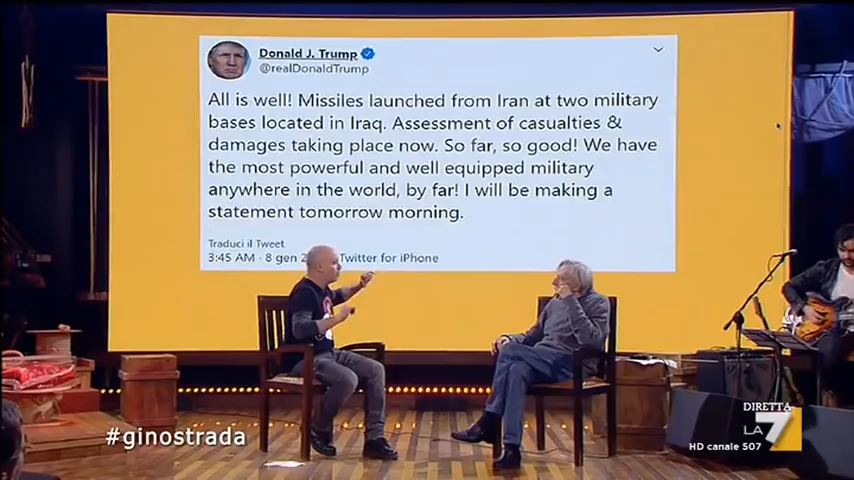 Donald J. Trump
@realDonaldTrump
All is well! Missiles launched from Iran at two military
bases located in Iraq. Assessment of casualties &
damages taking place now. So far, so good! We have
the most powerful and well equipped military
anywhere in the world, by far! I will be making a
statement tomorrow morning.
Traduci il Tweet
3:45 AM · 8 gen Twitter for iPhone
#ginostrada
DIRETTA
LA 7
HD canale 507